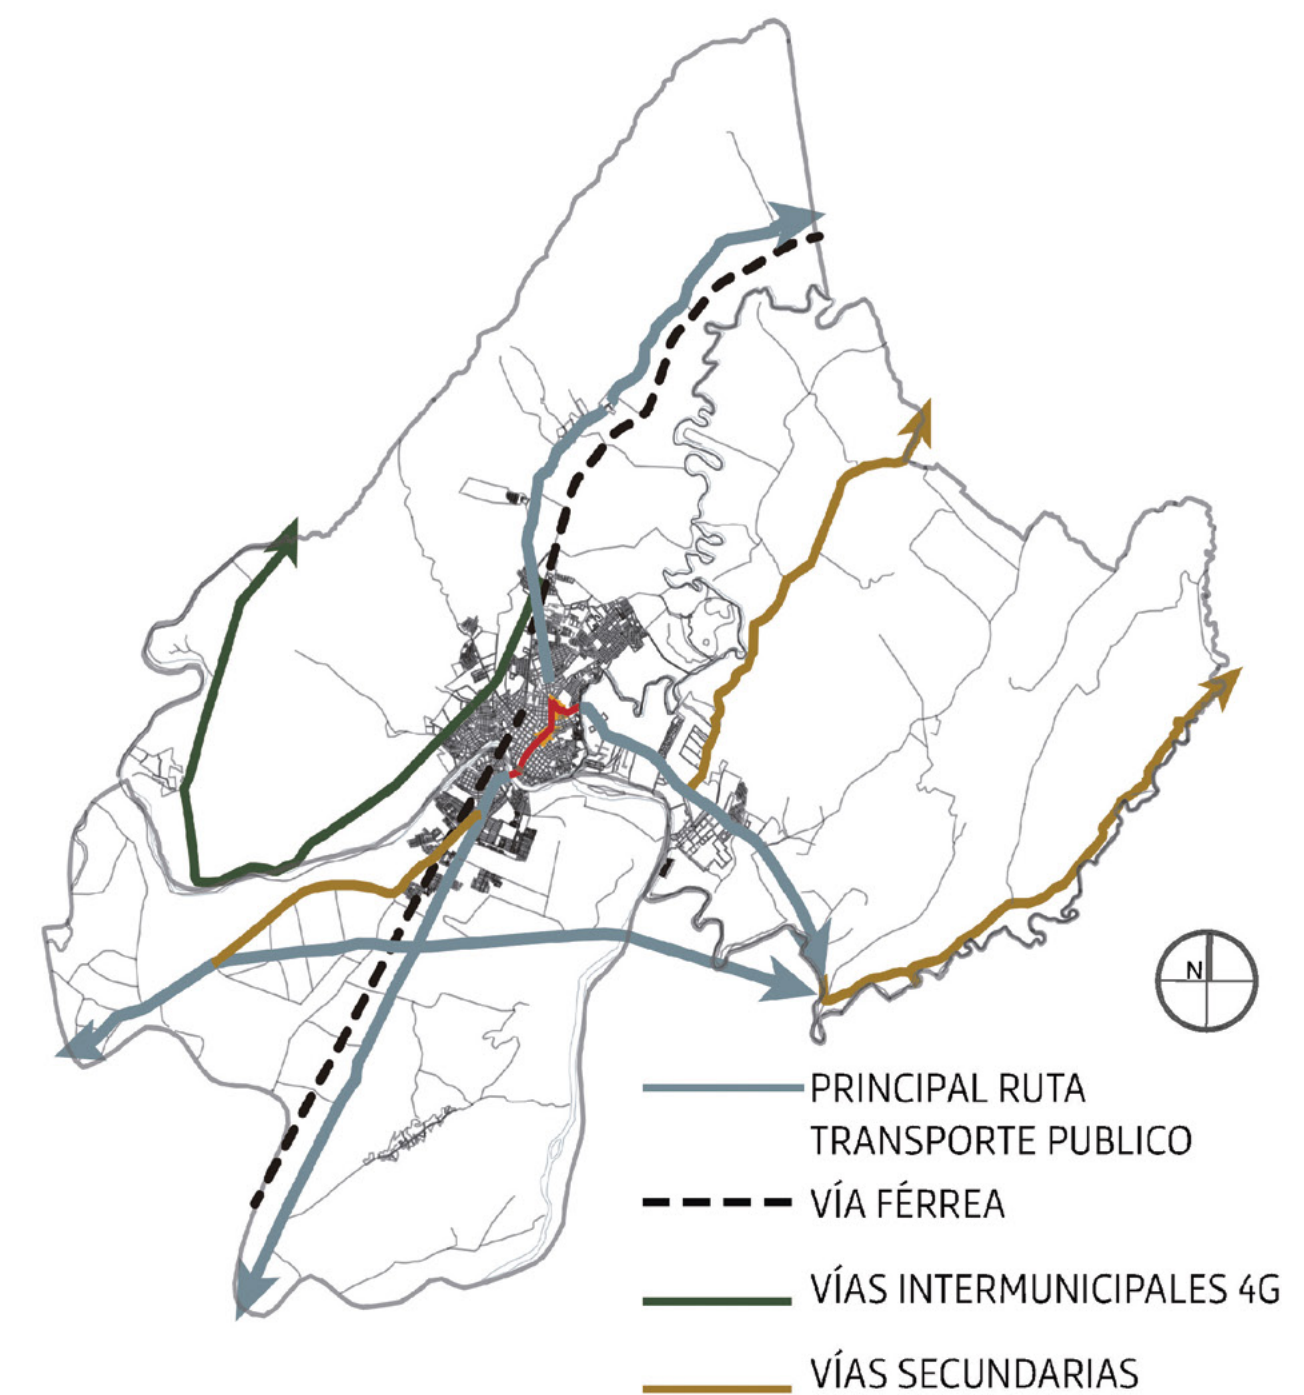 N
PRINCIPAL RUTA
TRANSPORTE PUBLICO
VÍA FÉRREA
VÍAS INTERMUNICIPALES 4G
VÍAS SECUNDARIAS